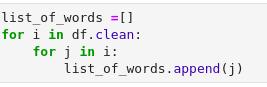 list_of_words =[]
for i in df.clean:
    for j in i:
        list_of_words.append(j)